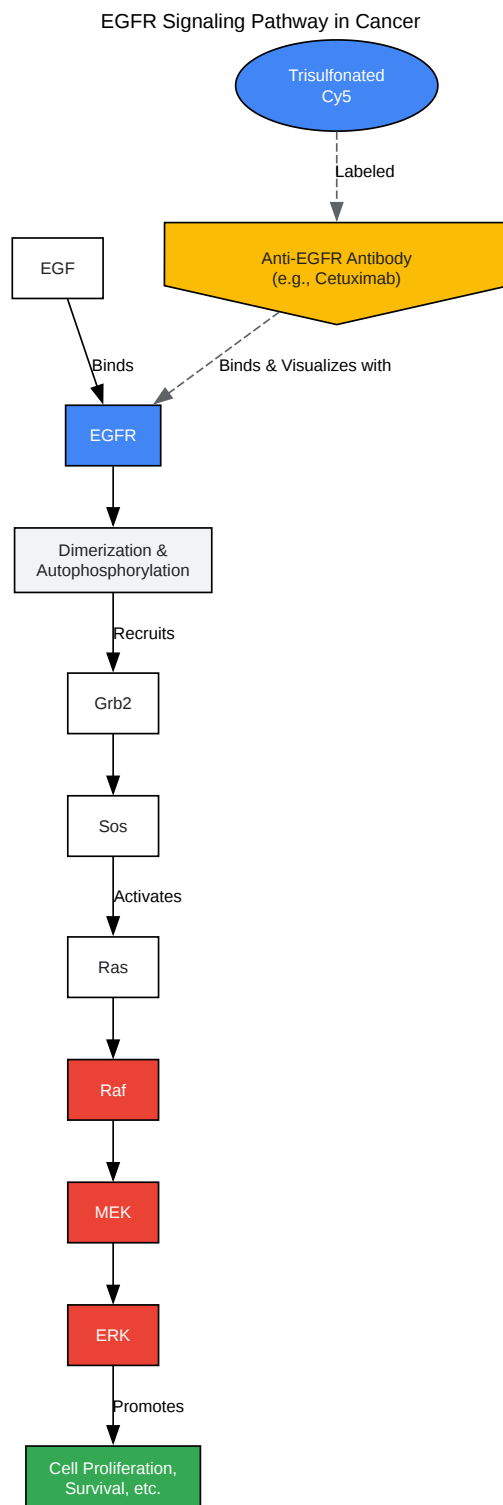 EGFR Signaling Pathway in Cancer
Trisulfonated
Cy5
Labeled
Anti-EGFR Antibody
(e.g., Cetuximab)
EGF
Binds
Binds & Visualizes with
EGFR
Dimerization &
Autophosphorylation
Recruits
Grb2
Sos
Activates
Ras
Raf
MEK
ERK
Promotes
Cell Proliferation,
Survival, etc.